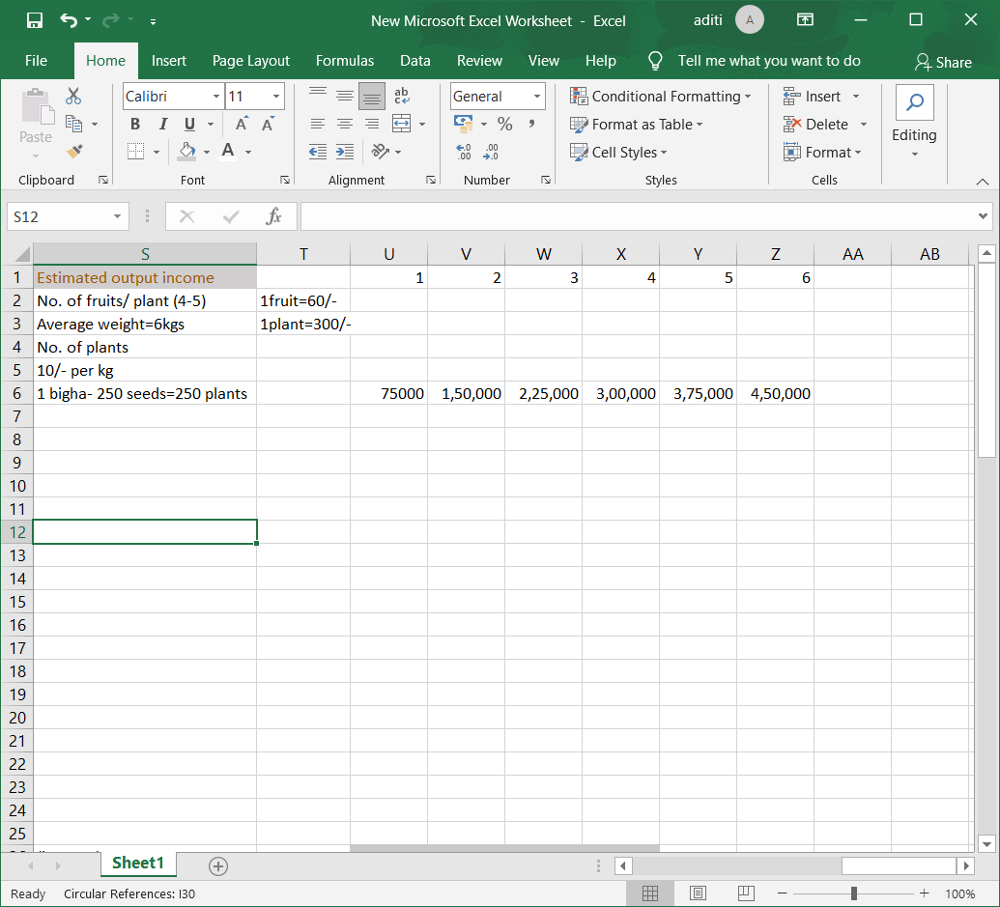 New Microsoft Excel Worksheet - Excel
aditi
A
File Home Insert Page Layout Formulas Data Review View Help Tell me what you want to do Share
Paste
Calibri 11
B I U A A
A
ab
c
General
% ,
.00 .0
.0 .00
Conditional Formatting
Format as Table
Cell Styles
Insert
Delete
Format
Editing
Clipboard Font Alignment Number Styles Cells
S12 fx
S T U V W X Y Z AA AB
1 Estimated output income 1 2 3 4 5 6
2 No. of fruits/ plant (4-5) 1fruit=60/-
3 Average weight=6kgs 1plant=300/-
4 No. of plants
5 10/- per kg
6 1 bigha- 250 seeds=250 plants 75000 1,50,000 2,25,000 3,00,000 3,75,000 4,50,000
7
8
9
10
11
12
13
14
15
16
17
18
19
20
21
22
23
24
25
Sheet1
Ready Circular References: I30 100%